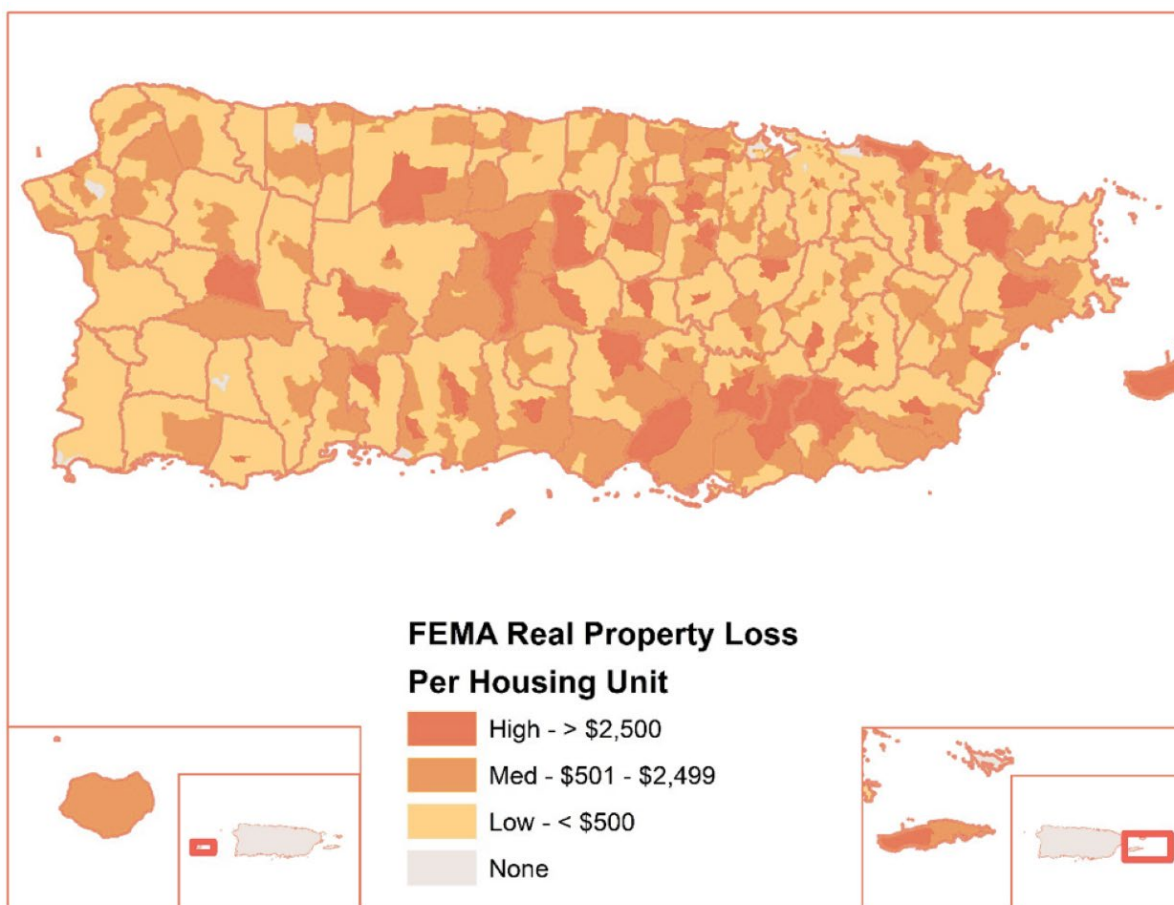 FEMA Real Property Loss
Per Housing Unit
High - > $2,500
Med - $501 - $2,499
Low - < $500
None